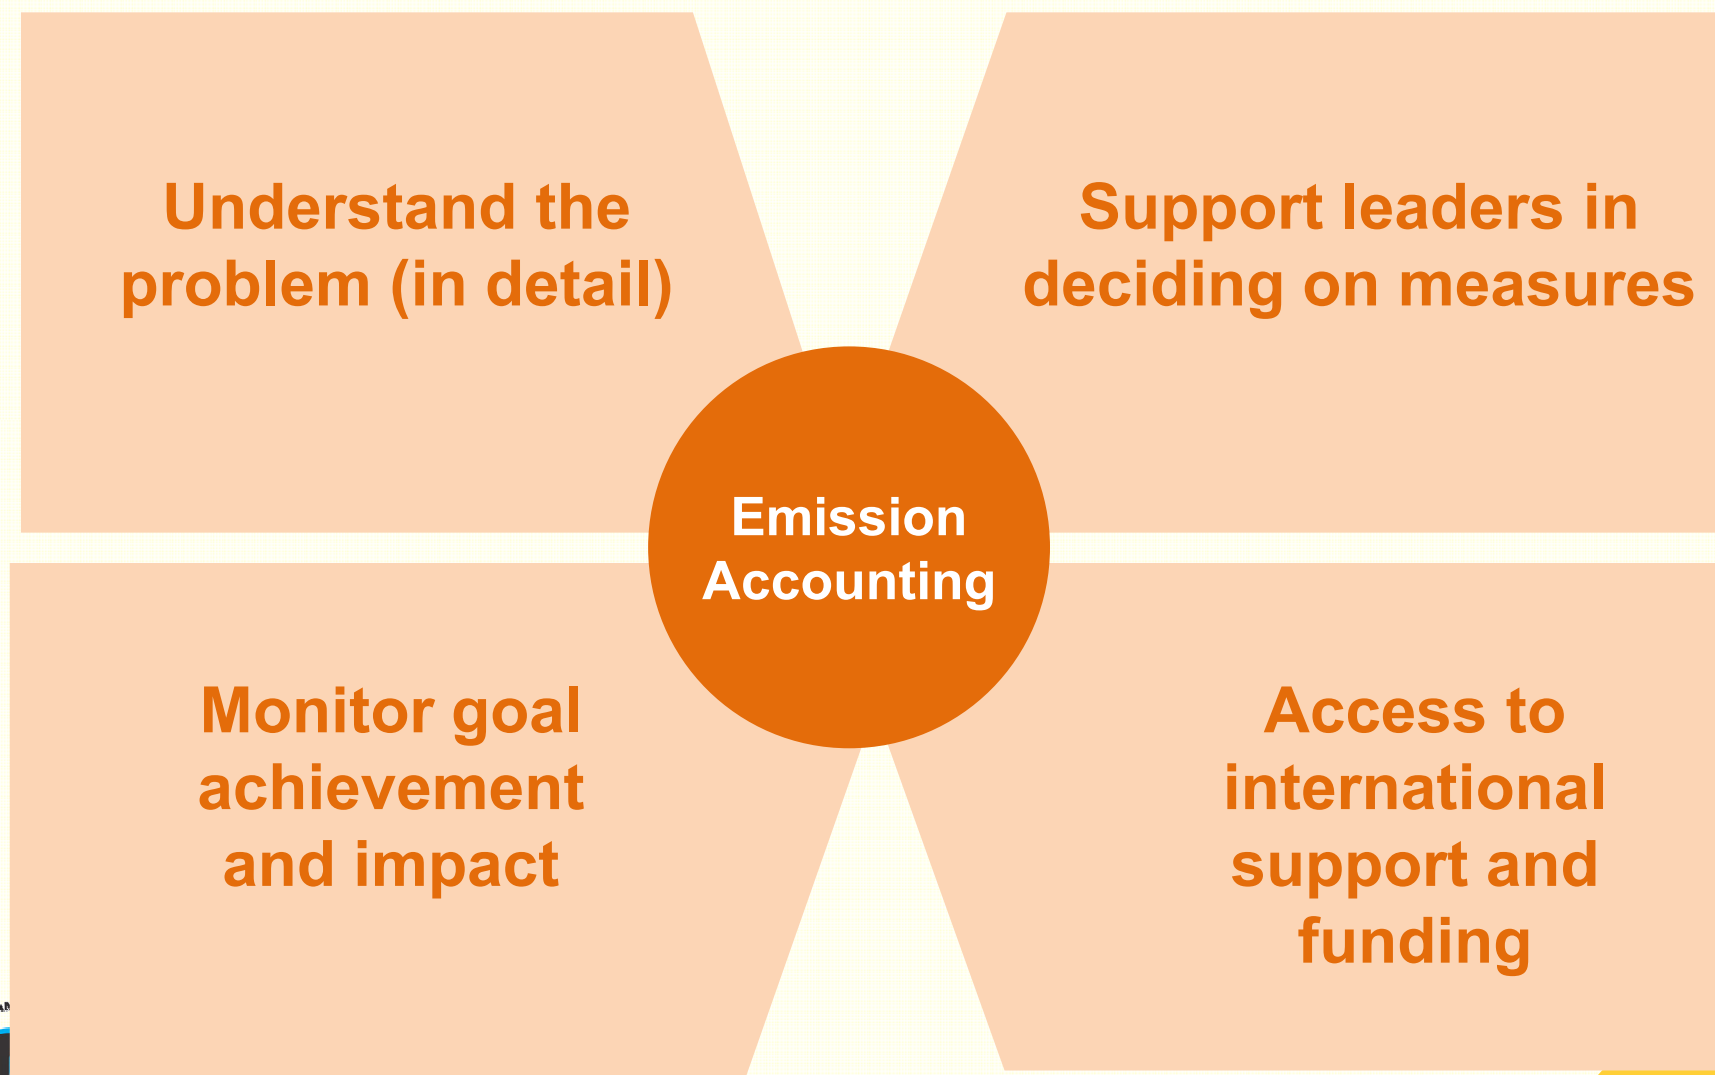 Understand the
problem (in detail)
Support leaders in
deciding on measures
Emission
Accounting
Monitor goal
achievement
and impact
Access to
international
support and
funding